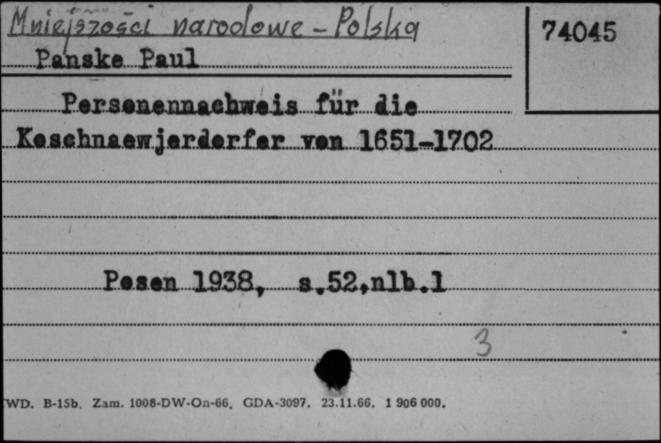 Mniejszości narodowe - Polska
74045
Panske Paul
Personennachweis für die
Koschnaewjerdorfer von 1651-1702
Posen 1938, s.52,nlb.1
3
WD. B-15b. Zam. 1008-DW-On-66. GDA-3097. 23.11.66. 1 906 000.